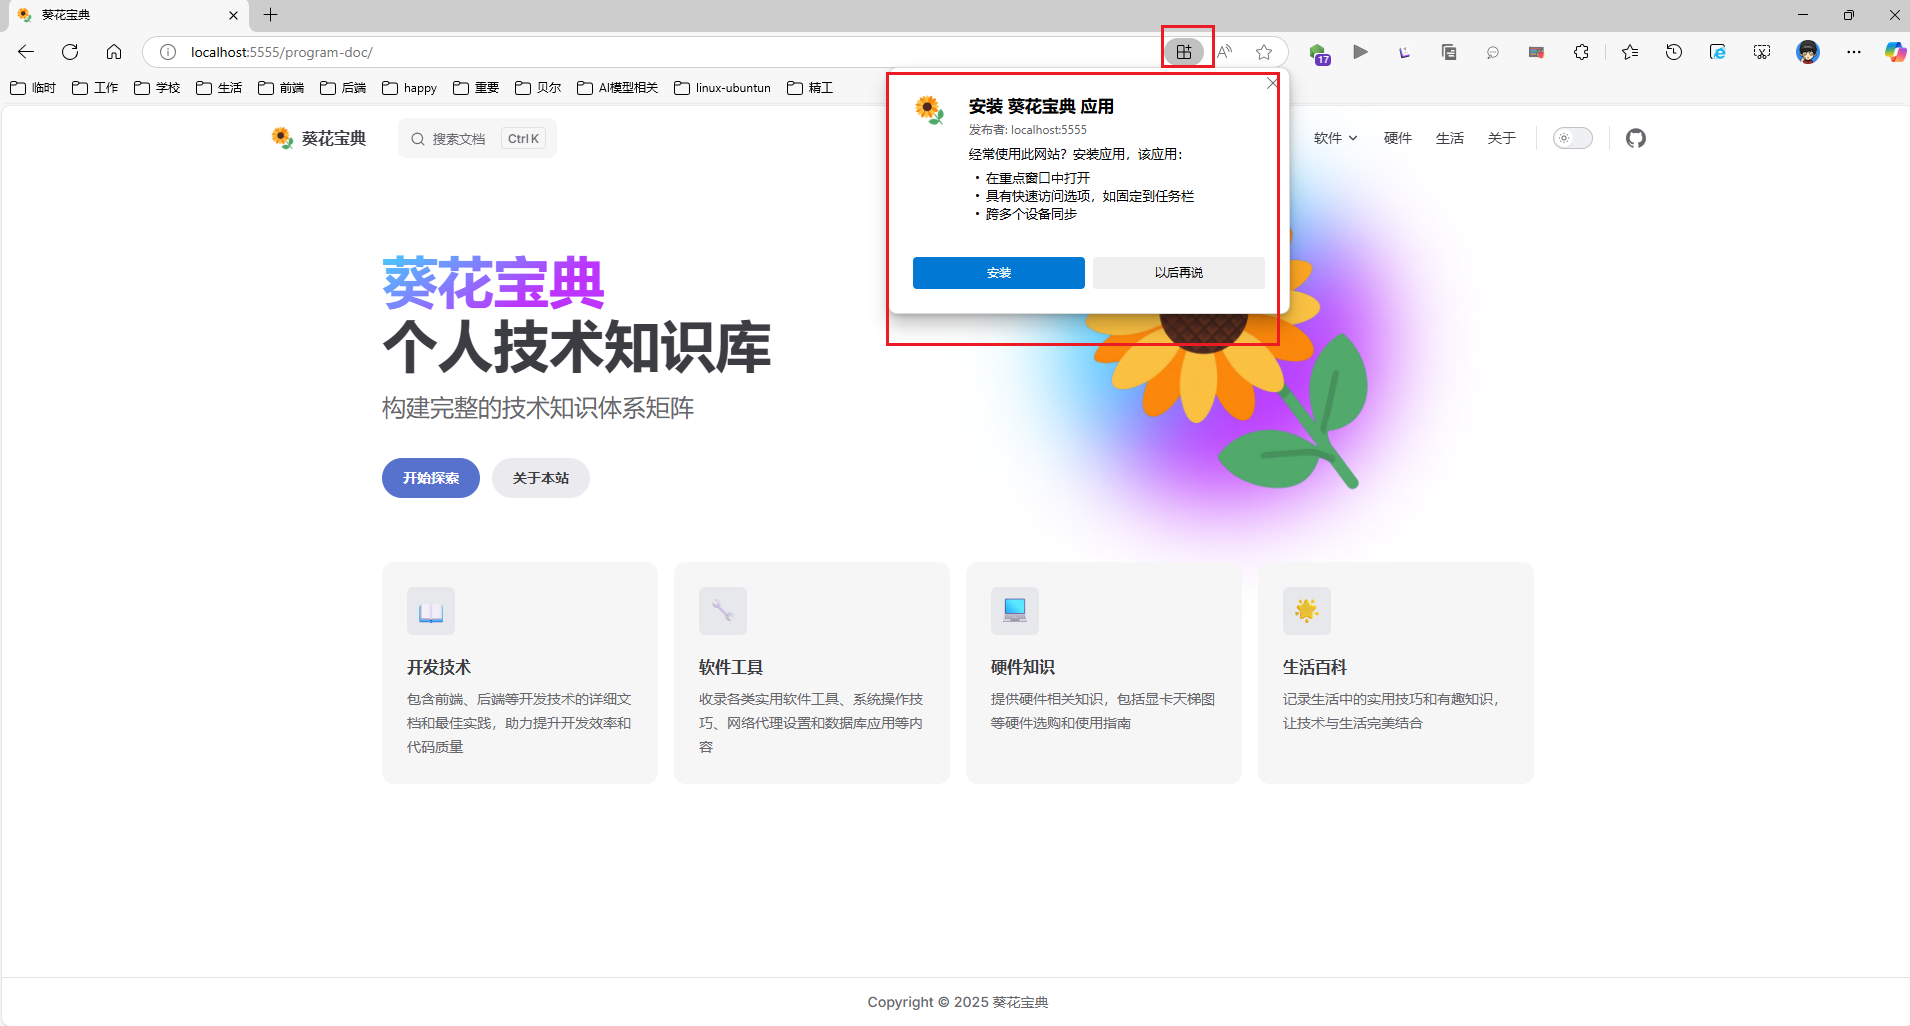 葵花宝典
localhost:5555/program-doc/
17
临时
工作
学校
生活
前端
后端
happy
重要
贝尔
AI模型相关
linux-ubuntun
精工
葵花宝典
搜索文档
Ctrl K
软件
硬件
生活
关于
安装 葵花宝典 应用
发布者: localhost:5555
经常使用此网站？安装应用，该应用：
• 在重点窗口中打开
• 具有快速访问选项，如固定到任务栏
• 跨多个设备同步
安装
以后再说
葵花宝典
个人技术知识库
构建完整的技术知识体系矩阵
开始探索
关于本站
开发技术
包含前端、后端等开发技术的详细文
档和最佳实践，助力提升开发效率和
代码质量
软件工具
收录各类实用软件工具、系统操作技
巧、网络代理设置和数据库应用等内
容
硬件知识
提供硬件相关知识，包括显卡天梯图
等硬件选购和使用指南
生活百科
记录生活中的实用技巧和有趣知识，
让技术与生活完美结合
Copyright © 2025 葵花宝典